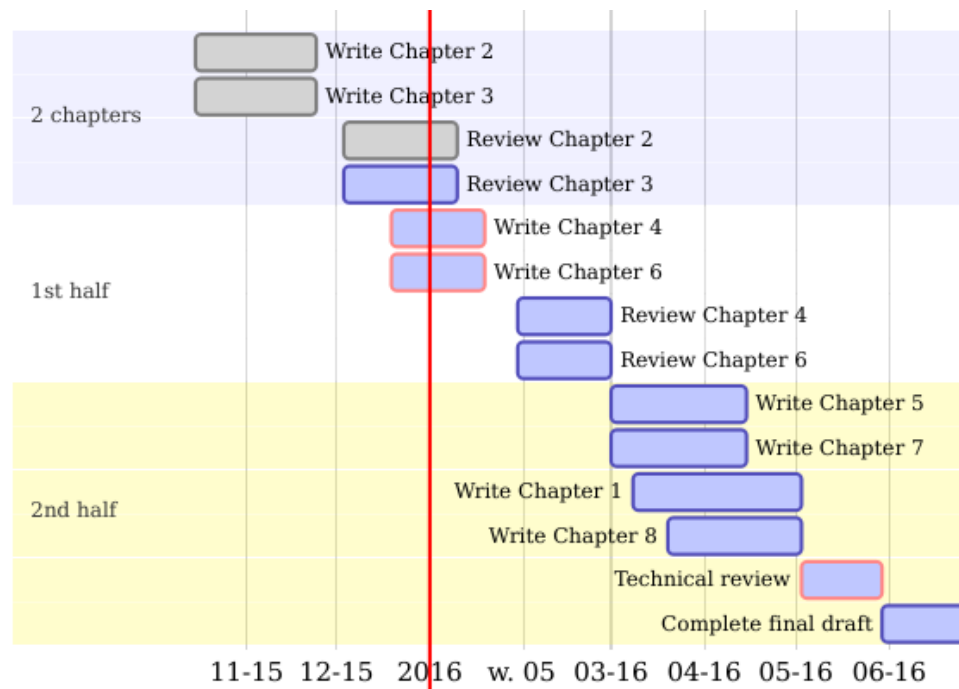 Write Chapter 2
Write Chapter 3
2 chapters
Review Chapter 2
Review Chapter 3
Write Chapter 4
Write Chapter 6
1st half
Review Chapter 4
Review Chapter 6
Write Chapter 5
Write Chapter 7
Write Chapter 1
2nd half
Write Chapter 8
Technical review
Complete final draft
11-15 12-15 2016 w. 05 03-16 04-16 05-16 06-16